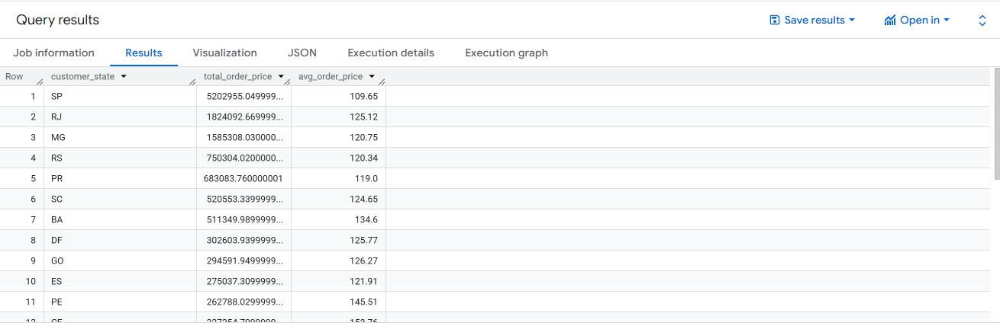 Query results Save results Open in
Job information Results Visualization JSON Execution details Execution graph
Row customer_state total_order_price avg_order_price
1 SP 5202955.049999... 109.65
2 RJ 1824092.669999... 125.12
3 MG 1585308.030000... 120.75
4 RS 750304.0200000... 120.34
5 PR 683083.760000001 119.0
6 SC 520553.3399999... 124.65
7 BA 511349.9899999... 134.6
8 DF 302603.9399999... 125.77
9 GO 294591.9499999... 126.27
10 ES 275037.3099999... 121.91
11 PE 262788.0299999... 145.51
12 CE 153.76